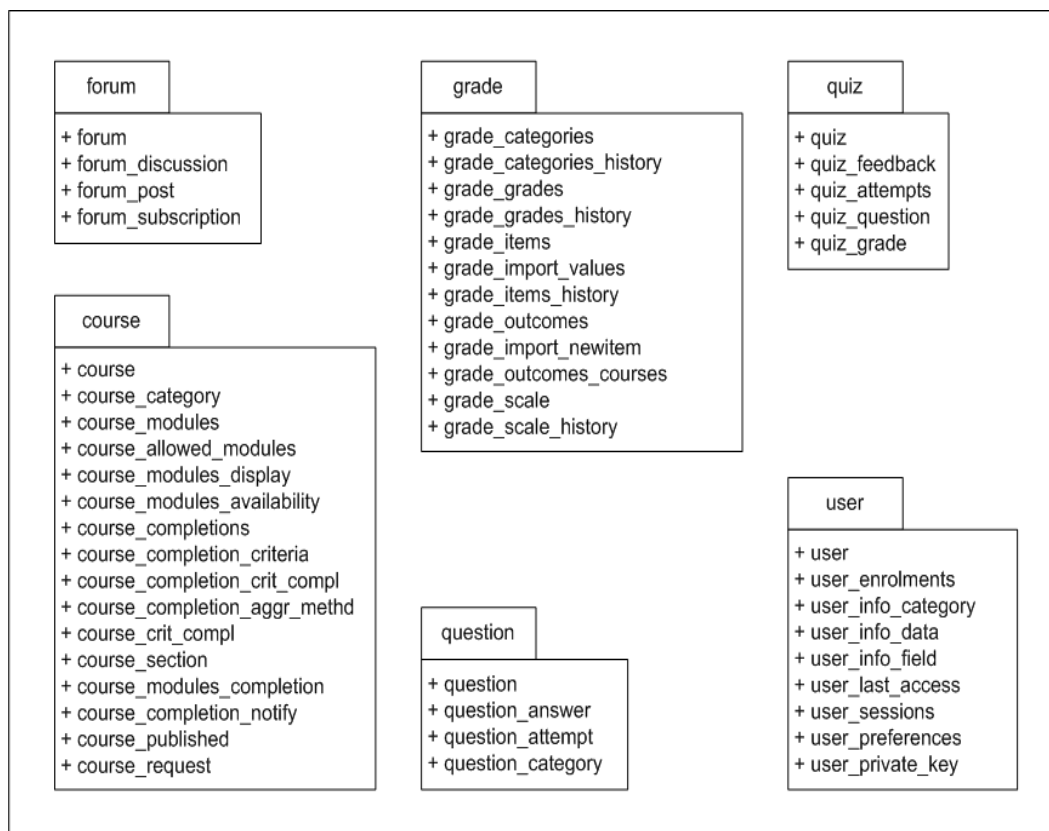 forum
+ forum
+ forum_discussion
+ forum_post
+ forum_subscription
course
+ course
+ course_category
+ course_modules
+ course_allowed_modules
+ course_modules_display
+ course_modules_availability
+ course_completions
+ course_completion_criteria
+ course_completion_crit_compl
+ course_completion_aggr_methd
+ course_crit_compl
+ course_section
+ course_modules_completion
+ course_completion_notify
+ course_published
+ course_request
grade
+ grade_categories
+ grade_categories_history
+ grade_grades
+ grade_grades_history
+ grade_items
+ grade_import_values
+ grade_items_history
+ grade_outcomes
+ grade_import_newitem
+ grade_outcomes_courses
+ grade_scale
+ grade_scale_history
question
+ question
+ question_answer
+ question_attempt
+ question_category
quiz
+ quiz
+ quiz_feedback
+ quiz_attempts
+ quiz_question
+ quiz_grade
user
+ user
+ user_enrolments
+ user_info_category
+ user_info_data
+ user_info_field
+ user_last_access
+ user_sessions
+ user_preferences
+ user_private_key